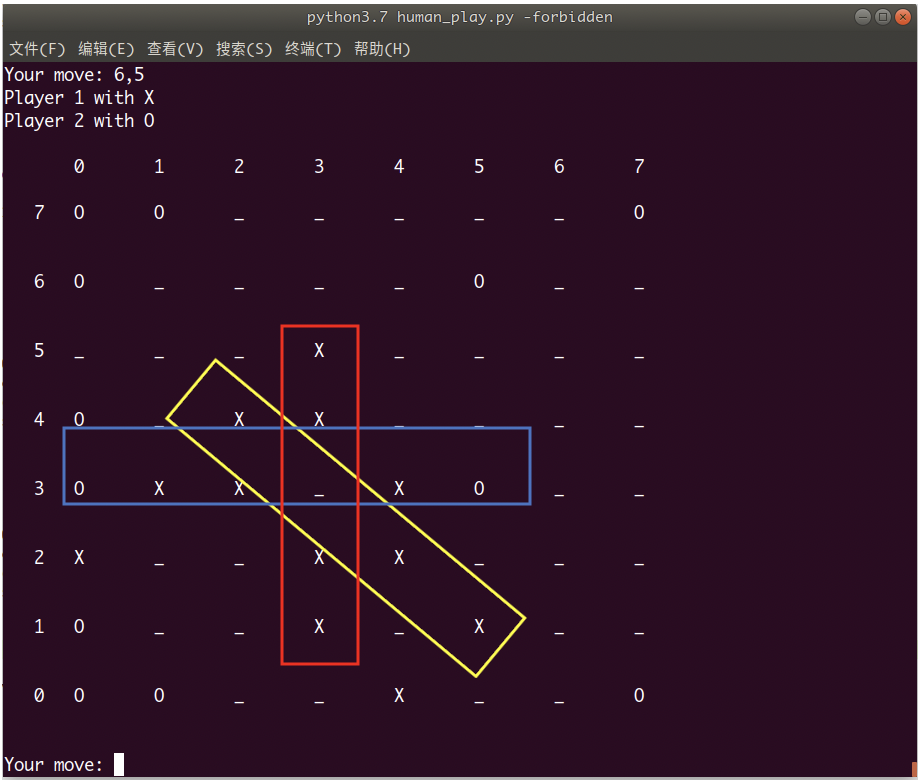 python3.7 human_play.py -forbidden
文件(F) 编辑(E) 查看(V) 搜索(S) 终端(T) 帮助(H)
Your move: 6,5
Player 1 with X
Player 2 with O
0 1 2 3 4 5 6 7
7 O O _ _ _ _ _ O
6 O _ _ _ _ O _ _
5 _ _ _ X _ _ _ _
4 O _ X X _ _ _ _
3 O X X _ X O _ _
2 X _ _ X X _ _ _
1 O _ _ X _ X _ _
0 O O _ _ X _ _ O
Your move: